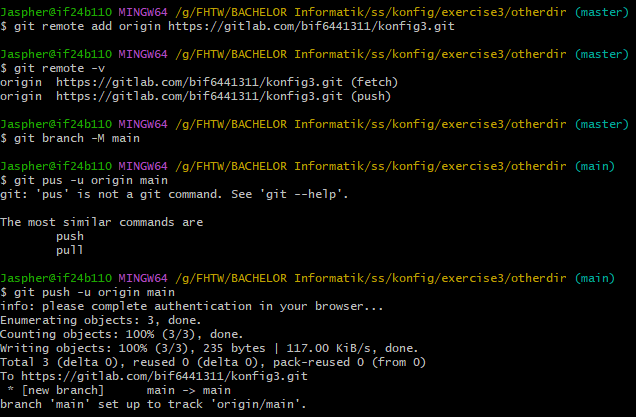 Jaspher@if24b110 MINGW64 /g/FHTW/BACHELOR Informatik/ss/konfig/exercise3/otherdir (master)
$ git remote add origin https://gitlab.com/bif6441311/konfig3.git
Jaspher@if24b110 MINGW64 /g/FHTW/BACHELOR Informatik/ss/konfig/exercise3/otherdir (master)
$ git remote -v
origin  https://gitlab.com/bif6441311/konfig3.git (fetch)
origin  https://gitlab.com/bif6441311/konfig3.git (push)
Jaspher@if24b110 MINGW64 /g/FHTW/BACHELOR Informatik/ss/konfig/exercise3/otherdir (master)
$ git branch -M main
Jaspher@if24b110 MINGW64 /g/FHTW/BACHELOR Informatik/ss/konfig/exercise3/otherdir (main)
$ git pus -u origin main
git: 'pus' is not a git command. See 'git --help'.
The most similar commands are
        push
        pull
Jaspher@if24b110 MINGW64 /g/FHTW/BACHELOR Informatik/ss/konfig/exercise3/otherdir (main)
$ git push -u origin main
info: please complete authentication in your browser...
Enumerating objects: 3, done.
Counting objects: 100% (3/3), done.
Writing objects: 100% (3/3), 235 bytes | 117.00 KiB/s, done.
Total 3 (delta 0), reused 0 (delta 0), pack-reused 0 (from 0)
To https://gitlab.com/bif6441311/konfig3.git
 * [new branch]      main -> main
branch 'main' set up to track 'origin/main'.